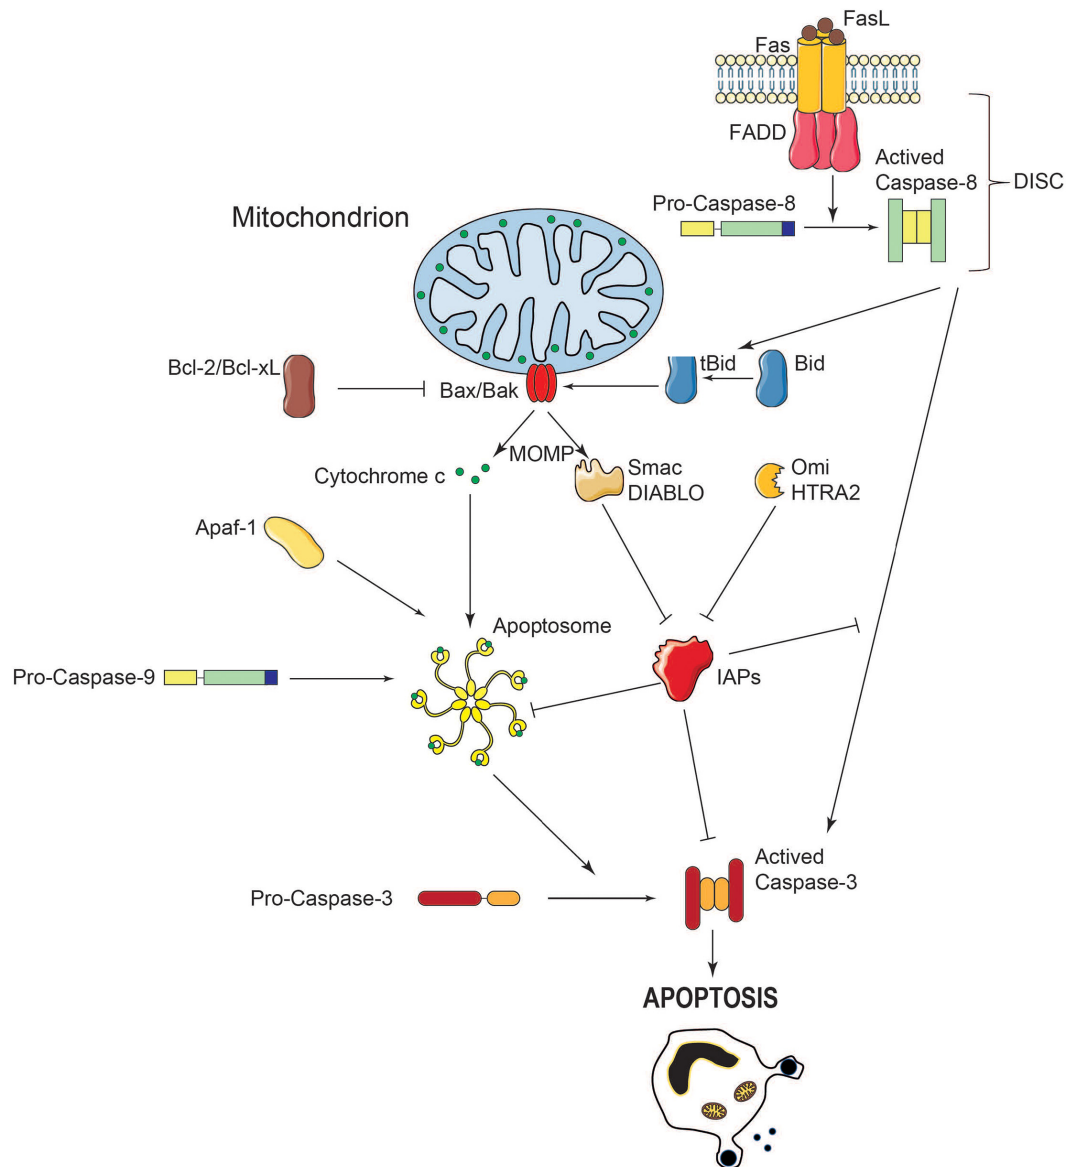 FasL
Fas
FADD
Actived
Caspase-8
DISC
Pro-Caspase-8
Mitochondrion
Bcl-2/Bcl-xL
Bax/Bak
tBid
Bid
MOMP
Cytochrome c
Smac
DIABLO
Omi
HTRA2
Apaf-1
Apoptosome
Pro-Caspase-9
IAPs
Actived
Caspase-3
Pro-Caspase-3
APOPTOSIS